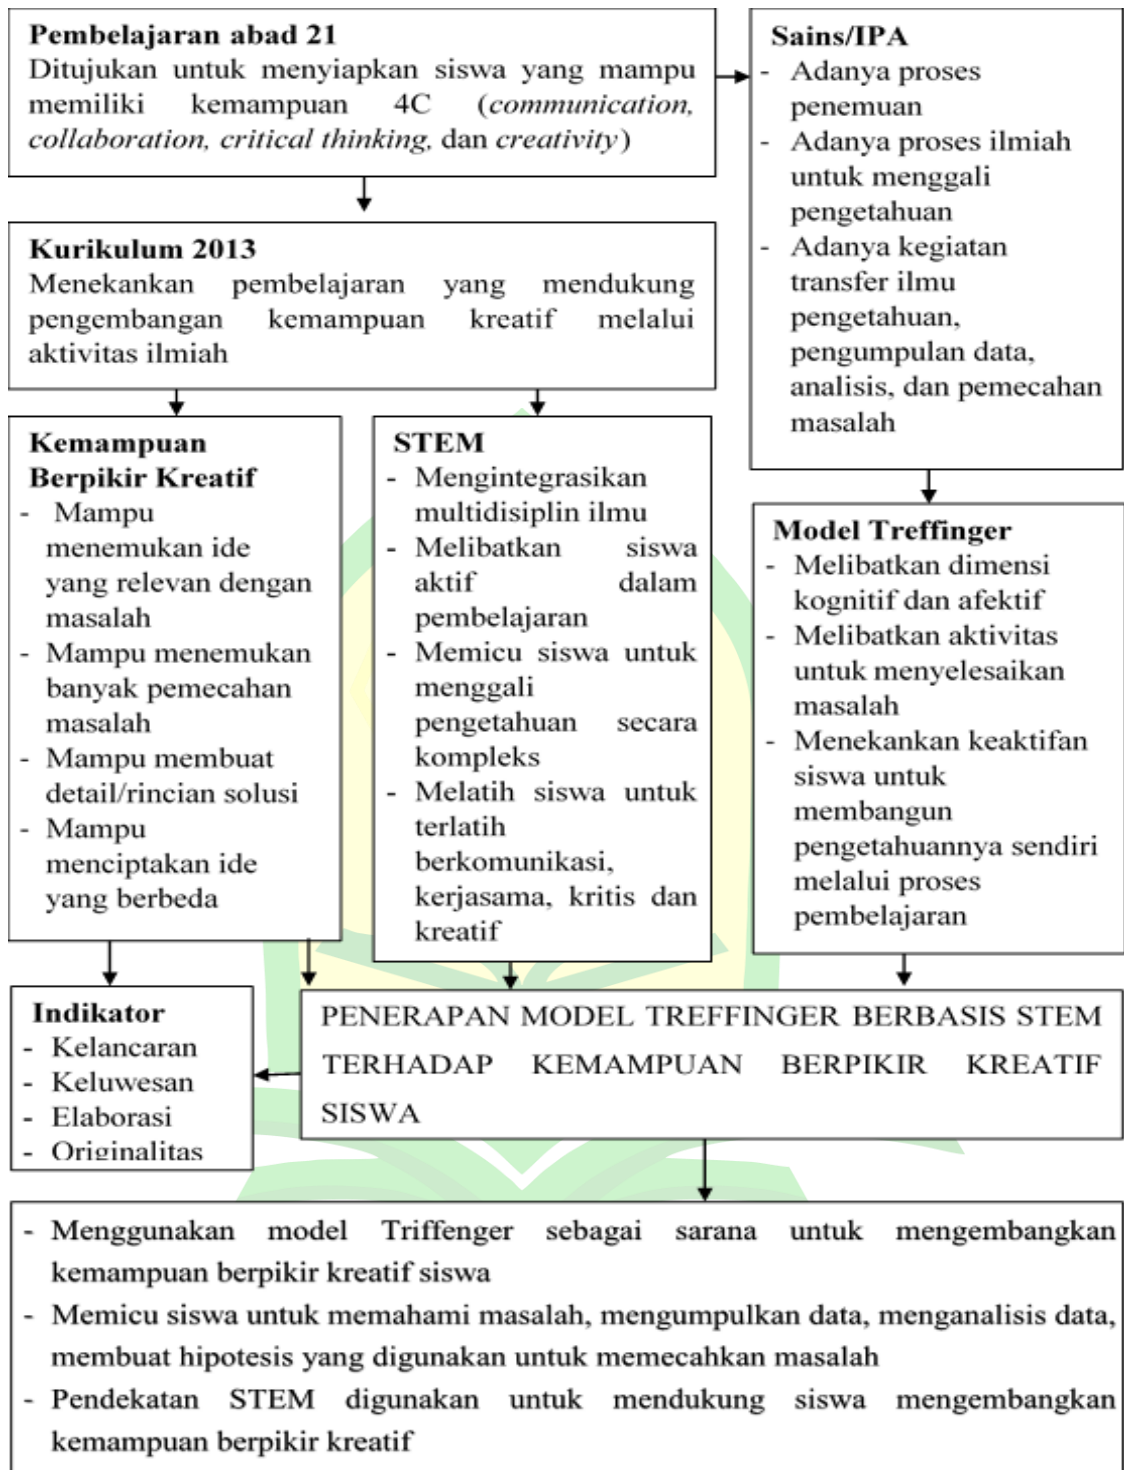 Pembelajaran abad 21
Ditujukan untuk menyiapkan siswa yang mampu
memiliki kemampuan 4C (communication,
collaboration, critical thinking, dan creativity)
Sains/IPA
- Adanya proses
penemuan
- Adanya proses ilmiah
untuk menggali
pengetahuan
- Adanya kegiatan
transfer ilmu
pengetahuan,
pengumpulan data,
analisis, dan pemecahan
masalah
Kurikulum 2013
Menekankan pembelajaran yang mendukung
pengembangan kemampuan kreatif melalui
aktivitas ilmiah
Kemampuan
Berpikir Kreatif
- Mampu
menemukan ide
yang relevan dengan
masalah
- Mampu menemukan
banyak pemecahan
masalah
- Mampu membuat
detail/rincian solusi
- Mampu
menciptakan ide
yang berbeda
STEM
- Mengintegrasikan
multidisiplin ilmu
- Melibatkan siswa
aktif dalam
pembelajaran
- Memicu siswa untuk
menggali
pengetahuan secara
kompleks
- Melatih siswa untuk
terlatih
berkomunikasi,
kerjasama, kritis dan
kreatif
Model Treffinger
- Melibatkan dimensi
kognitif dan afektif
- Melibatkan aktivitas
untuk menyelesaikan
masalah
- Menekankan keaktifan
siswa untuk
membangun
pengetahuannya sendiri
melalui proses
pembelajaran
Indikator
- Kelancaran
- Keluwesan
- Elaborasi
- Originalitas
PENERAPAN MODEL TREFFINGER BERBASIS STEM
TERHADAP KEMAMPUAN BERPIKIR KREATIF
SISWA
- Menggunakan model Triffenger sebagai sarana untuk mengembangkan
kemampuan berpikir kreatif siswa
- Memicu siswa untuk memahami masalah, mengumpulkan data, menganalisis data,
membuat hipotesis yang digunakan untuk memecahkan masalah
- Pendekatan STEM digunakan untuk mendukung siswa mengembangkan
kemampuan berpikir kreatif